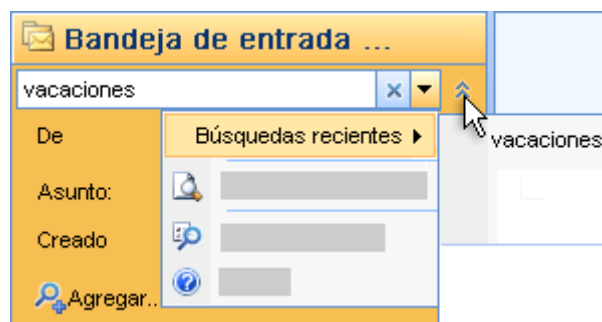 Bandeja de entrada ...
vacaciones
De
Búsquedas recientes
vacaciones
Asunto:
Creado
Agregar..